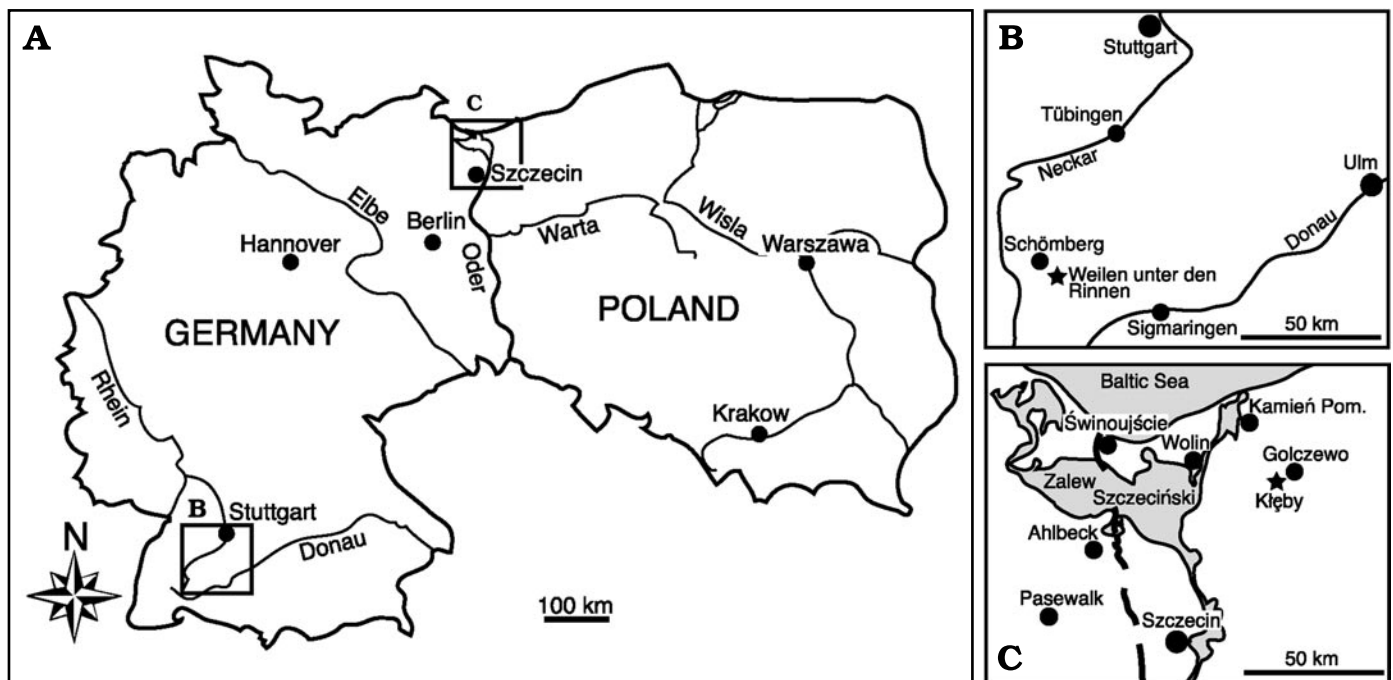 A
C
Szczecin
Elbe
Berlin
Hannover
Oder
Warta
Wisla
Warszawa
GERMANY
POLAND
Rhein
Krakow
B
Stuttgart
Donau
N
100 km
B
Stuttgart
Tübingen
Neckar
Ulm
Donau
Schömberg
Weilen unter den
Rinnen
Sigmaringen
50 km
Baltic Sea
Kamień Pom.
Świnoujście
Wolin
Golczewo
Zalew
Szczeciński
Kłęby
Ahlbeck
Pasewalk
Szczecin
C
50 km